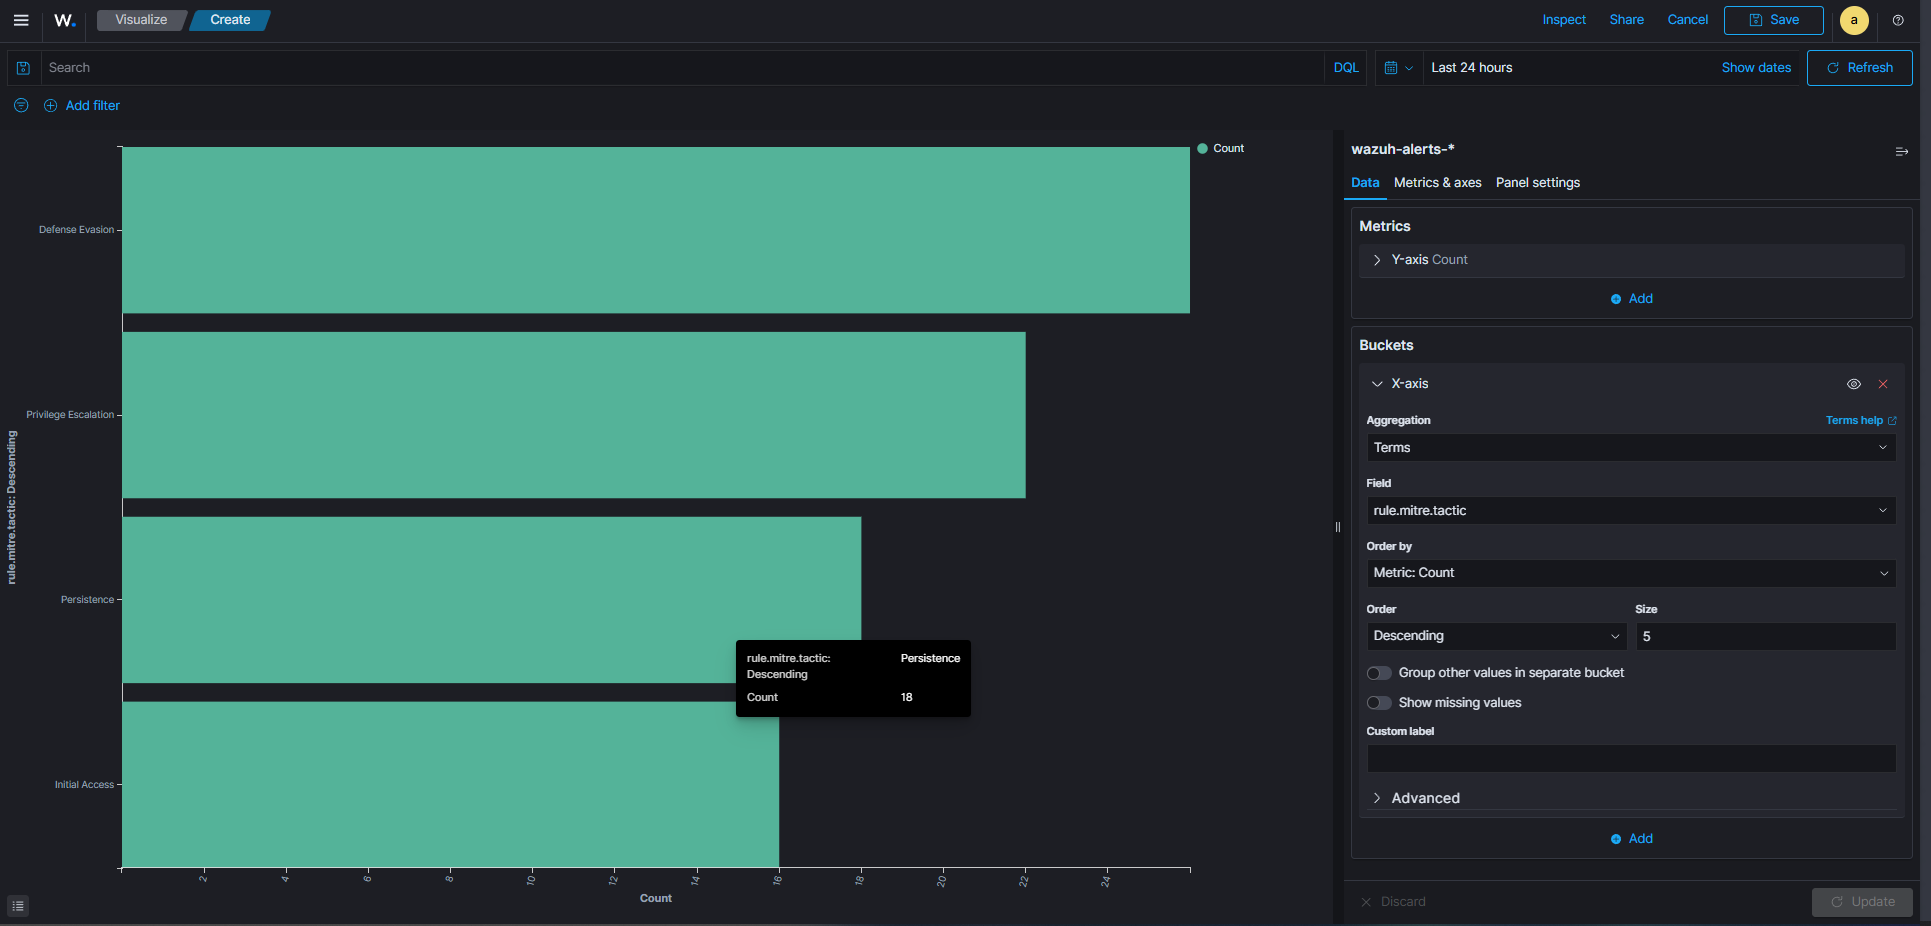 W.
Visualize
Create
Inspect
Share
Cancel
Save
a
Search
DQL
Last 24 hours
Show dates
Refresh
Add filter
Count
Defense Evasion
Privilege Escalation
Persistence
Initial Access
rule.mitre.tactic: Descending
rule.mitre.tactic: Persistence
Descending
Count 18
2 4 6 8 10 12 14 16 18 20 22 24
Count
wazuh-alerts-*
Data Metrics & axes Panel settings
Metrics
Y-axis Count
Add
Buckets
X-axis
Aggregation Terms help
Terms
Field
rule.mitre.tactic
Order by
Metric: Count
Order Size
Descending 5
Group other values in separate bucket
Show missing values
Custom label
Advanced
Add
Discard Update